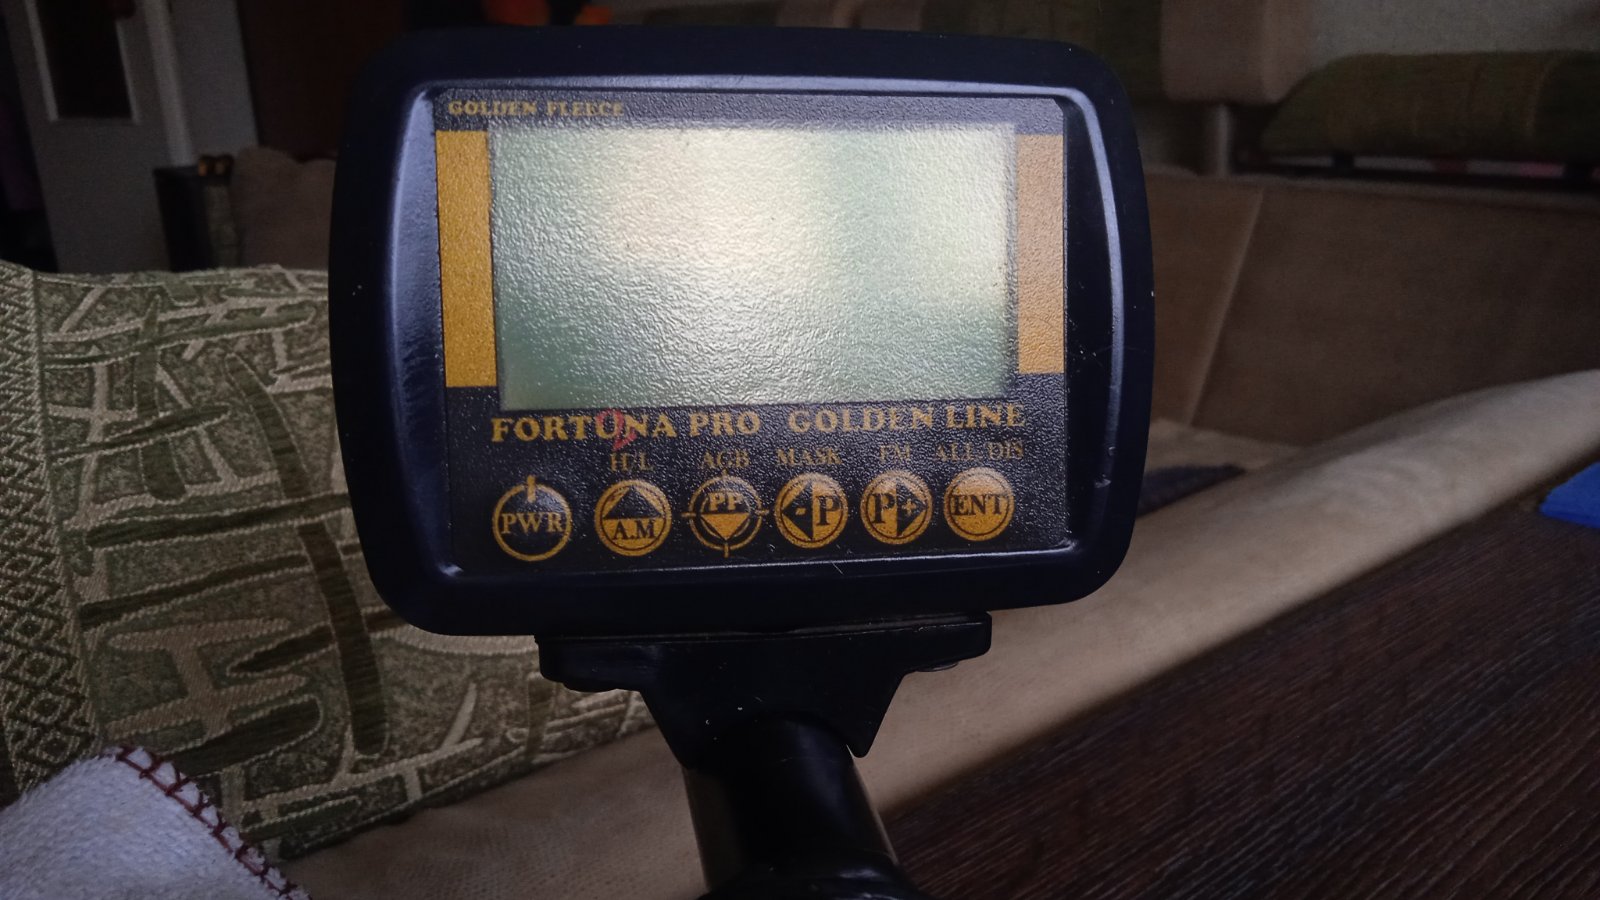 GOLDEN FLEECE
FORTUNA PRO GOLDEN LINE
H/L AGB MASK FM ALL DIS
PWR A.M PP -P P+ ENT